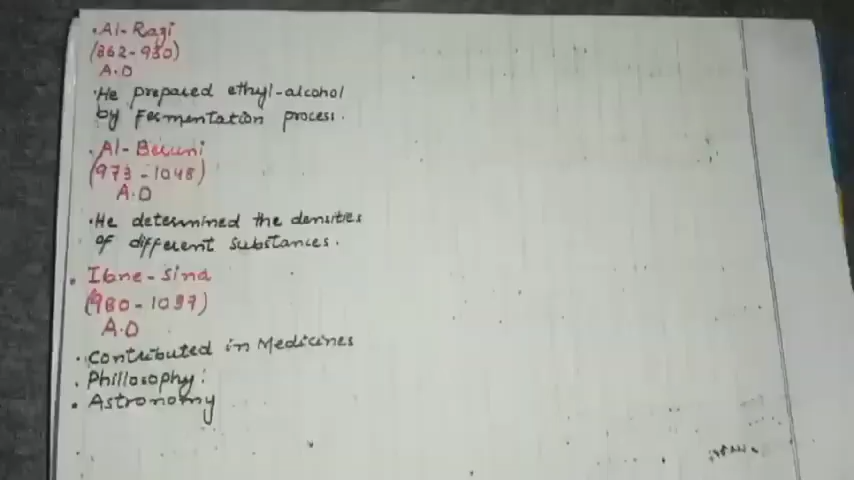 • Al-Razi
(862-930)
A.D
• He prepared ethyl-alcohol
by Fermentation process.
• Al-Beruni
(973-1048)
A.D
• He determined the densities
of different substances.
• Ibne-Sina
(980-1037)
A.D
• Contributed in Medicines
• Phillosophy:
• Astronomy